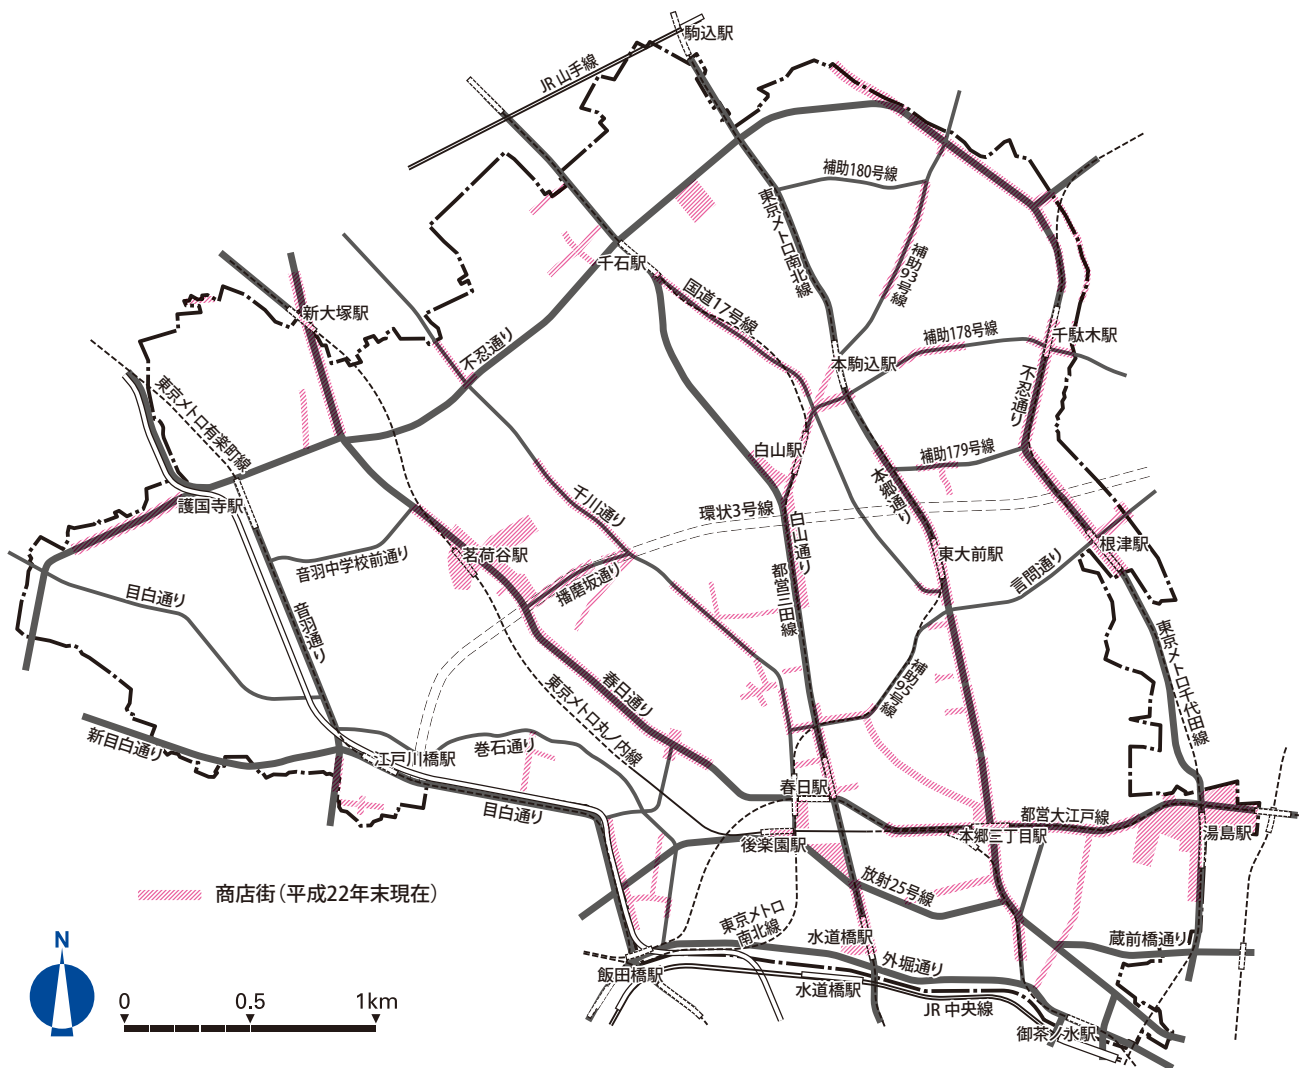 駒込駅
JR 山手線
補助180号線
東京メトロ南北線
補助93号線
千石駅
国道17号線
新大塚駅
不忍通り
補助178号線
千駄木駅
本駒込駅
不忍通り
東京メトロ有楽町線
白山駅
補助179号線
本郷通り
護国寺駅
千川通り
環状3号線
白山通り
都営三田線
音羽中学校前通り
茗荷谷駅
播磨坂通り
東大前駅
根津駅
言問通り
目白通り
音羽通り
東京メトロ千代田線
補助95号線
春日通り
東京メトロ丸ノ内線
新目白通り
江戸川橋駅
巻石通り
目白通り
春日駅
都営大江戸線
本郷三丁目駅
湯島駅
後楽園駅
放射25号線
商店街（平成22年末現在）
東京メトロ
南北線
水道橋駅
外堀通り
蔵前橋通り
飯田橋駅
水道橋駅
JR 中央線
御茶ノ水駅
N
0
0.5
1km